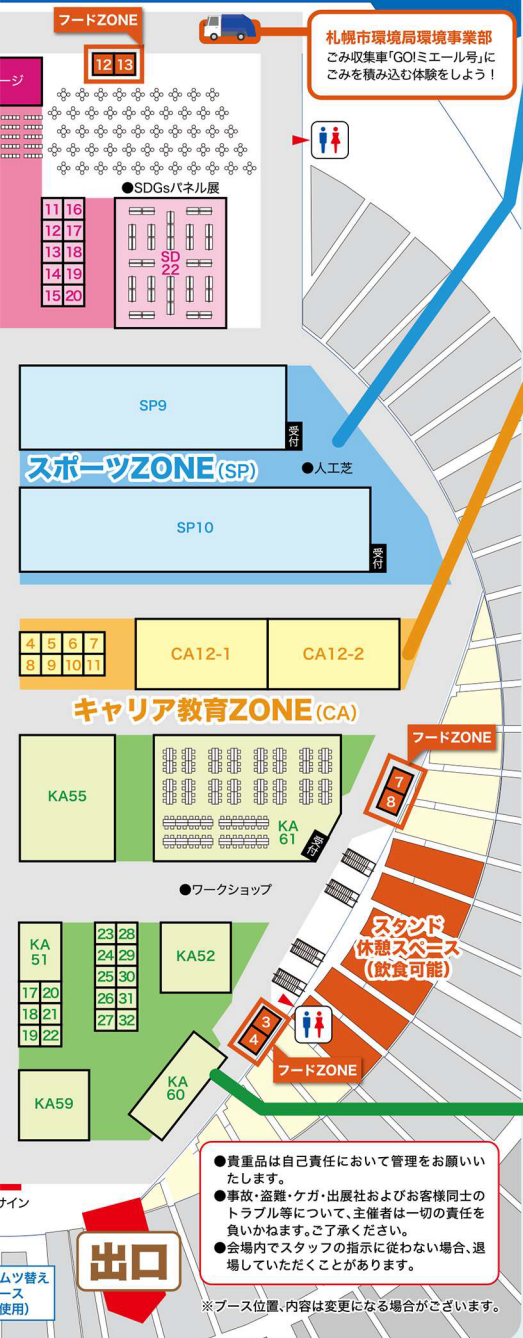 フードZONE
12 13
札幌市環境局環境事業部
ごみ収集車「GO!ミエール号」に
ごみを積み込む体験をしよう！
ージ
●SDGsパネル展
11 16
12 17
13 18
14 19
15 20
SD
22
SP9
受付
スポーツZONE(SP)
●人工芝
SP10
受付
4 5 6 7
8 9 10 11
CA12-1
CA12-2
キャリア教育ZONE(CA)
フードZONE
7
8
KA55
KA
61
受付
●ワークショップ
スタンド
休憩スペース
(飲食可能)
KA
51
17 20
18 21
19 22
23 28
24 29
25 30
26 31
27 32
KA52
3
4
フードZONE
KA59
KA
60
●貴重品は自己責任において管理をお願いい
たします。
●事故・盗難・ケガ・出展社およびお客様同士の
トラブル等について、主催者は一切の責任を
負いかねます。ご了承ください。
●会場内でスタッフの指示に従わない場合、退
場していただくことがあります。
サイン
出口
ムツ替え
ース
使用)
※ブース位置、内容は変更になる場合がございます。